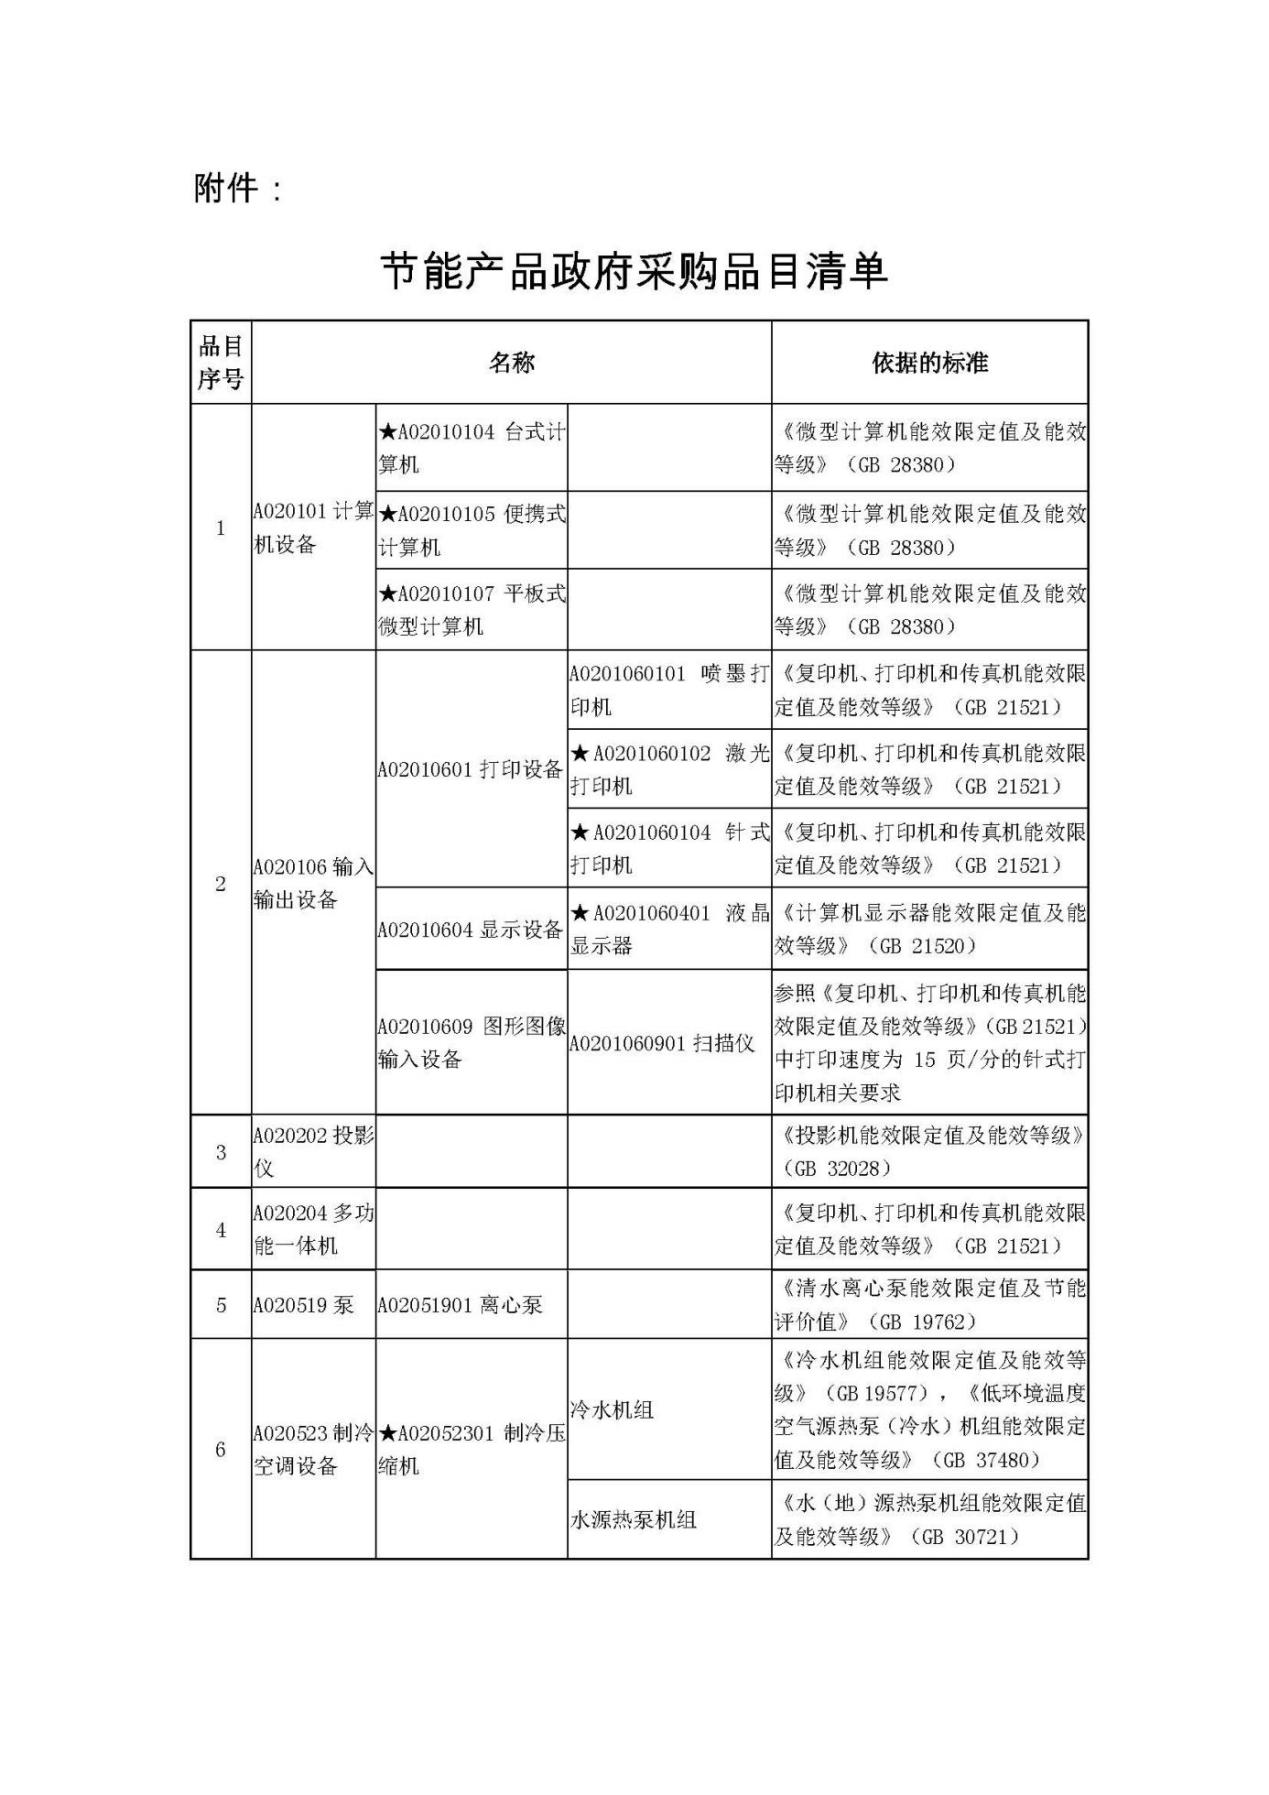 附件：
节能产品政府采购品目清单
品目
序号
名称
依据的标准
1
A020101 计算
机设备
★A02010104 台式计
算机
《微型计算机能效限定值及能效
等级》（GB 28380）
★A02010105 便携式
计算机
《微型计算机能效限定值及能效
等级》（GB 28380）
★A02010107 平板式
微型计算机
《微型计算机能效限定值及能效
等级》（GB 28380）
2
A020106 输入
输出设备
A02010601 打印设备
A0201060101 喷墨打
印机
《复印机、打印机和传真机能效限
定值及能效等级》（GB 21521）
★A0201060102 激光
打印机
《复印机、打印机和传真机能效限
定值及能效等级》（GB 21521）
★A0201060104 针式
打印机
《复印机、打印机和传真机能效限
定值及能效等级》（GB 21521）
A02010604 显示设备
★A0201060401 液晶
显示器
《计算机显示器能效限定值及能
效等级》（GB 21520）
A02010609 图形图像
输入设备
A0201060901 扫描仪
参照《复印机、打印机和传真机能
效限定值及能效等级》（GB 21521）
中打印速度为 15 页/分的针式打
印机相关要求
3
A020202 投影
仪
《投影机能效限定值及能效等级》
（GB 32028）
4
A020204 多功
能一体机
《复印机、打印机和传真机能效限
定值及能效等级》（GB 21521）
5
A020519 泵
A02051901 离心泵
《清水离心泵能效限定值及节能
评价值》（GB 19762）
6
A020523 制冷
空调设备
★A02052301 制冷压
缩机
冷水机组
《冷水机组能效限定值及能效等
级》（GB 19577），《低环境温度
空气源热泵（冷水）机组能效限定
值及能效等级》（GB 37480）
水源热泵机组
《水（地）源热泵机组能效限定值
及能效等级》（GB 30721）